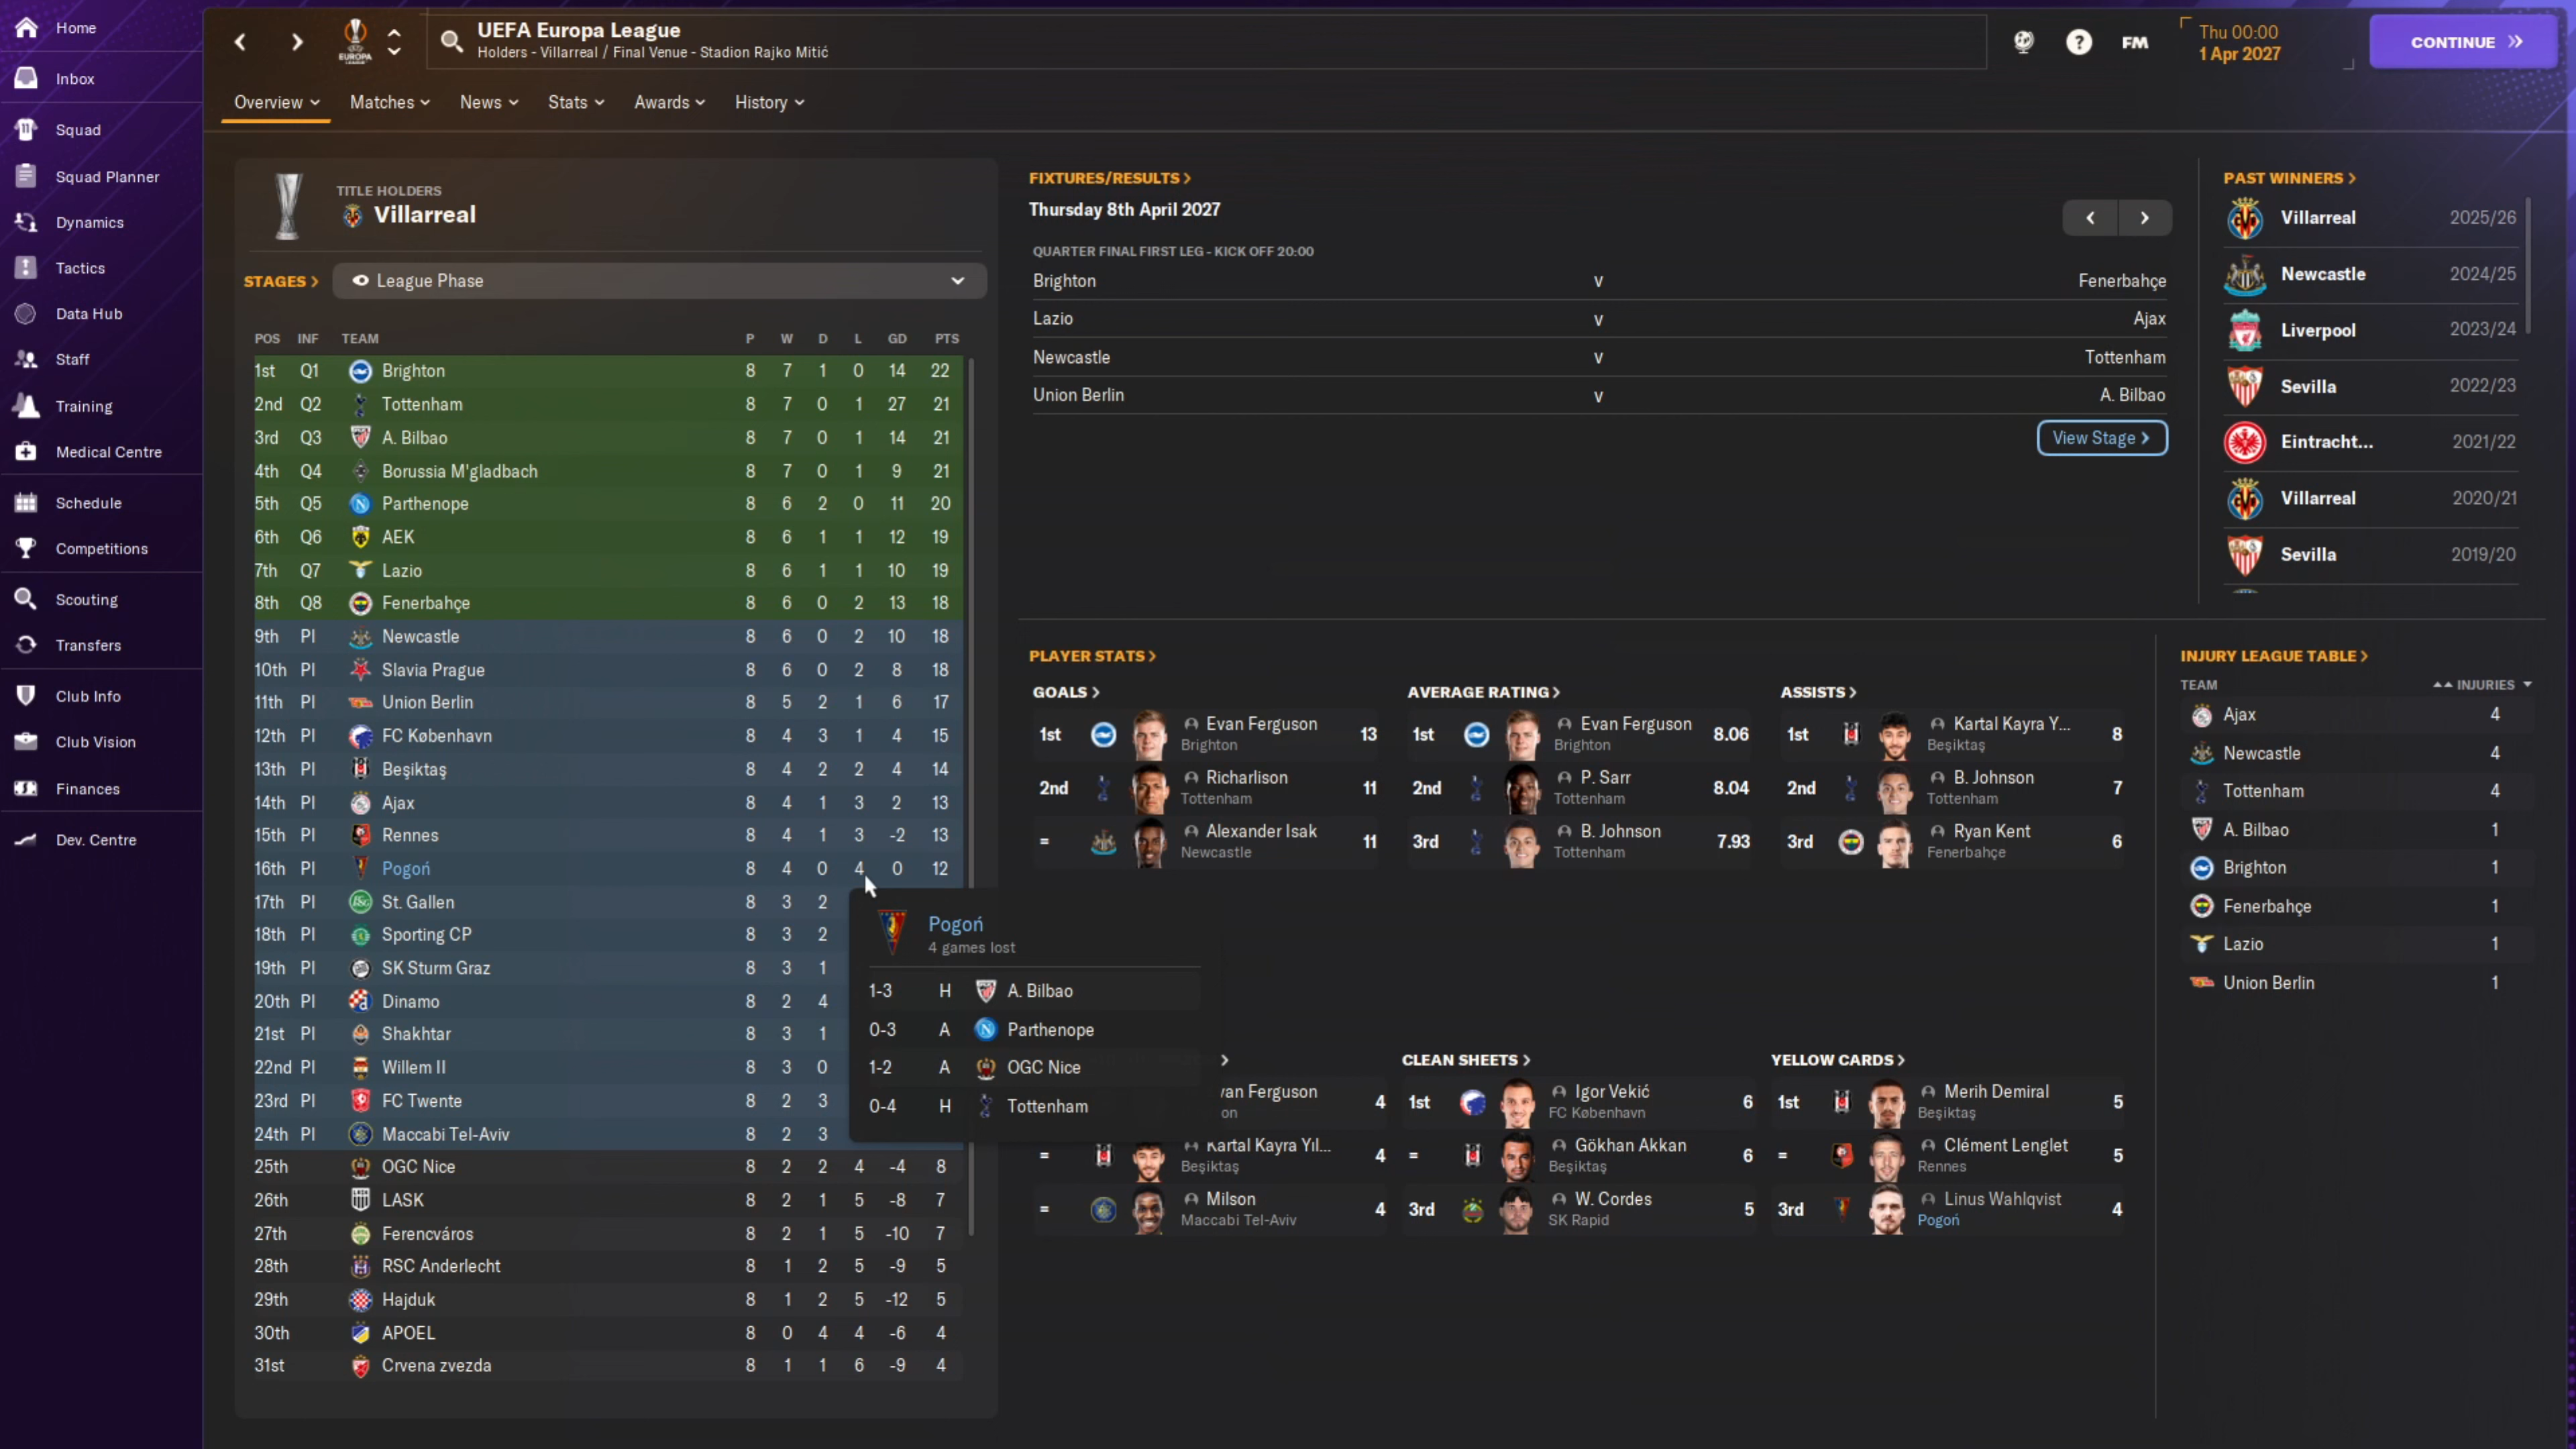 Home
Inbox
Squad
Squad Planner
Dynamics
Tactics
Data Hub
Staff
Training
Medical Centre
Schedule
Competitions
Scouting
Transfers
Club Info
Club Vision
Finances
Dev. Centre
EUROPA
UEFA Europa League
Holders - Villarreal / Final Venue - Stadion Rajko Mitić
?
FM
Thu 00:00
1 Apr 2027
CONTINUE
Overview
Matches
News
Stats
Awards
History
TITLE HOLDERS
Villarreal
STAGES
League Phase
POS INF TEAM P W D L GD PTS
1st Q1 Brighton 8 7 1 0 14 22
2nd Q2 Tottenham 8 7 0 1 27 21
3rd Q3 A. Bilbao 8 7 0 1 14 21
4th Q4 Borussia M'gladbach 8 7 0 1 9 21
5th Q5 Parthenope 8 6 2 0 11 20
6th Q6 AEK 8 6 1 1 12 19
7th Q7 Lazio 8 6 1 1 10 19
8th Q8 Fenerbahçe 8 6 0 2 13 18
9th Pl Newcastle 8 6 0 2 10 18
10th Pl Slavia Prague 8 6 0 2 8 18
11th Pl Union Berlin 8 5 2 1 6 17
12th Pl FC København 8 4 3 1 4 15
13th Pl Beşiktaş 8 4 2 2 4 14
14th Pl Ajax 8 4 1 3 2 13
15th Pl Rennes 8 4 1 3 -2 13
16th Pl Pogoń 8 4 0 4 0 12
17th Pl St. Gallen 8 3 2
18th Pl Sporting CP 8 3 2
19th Pl SK Sturm Graz 8 3 1
20th Pl Dinamo 8 2 4
21st Pl Shakhtar 8 3 1
22nd Pl Willem II 8 3 0
23rd Pl FC Twente 8 2 3
24th Pl Maccabi Tel-Aviv 8 2 3
25th OGC Nice 8 2 2 4 -4 8
26th LASK 8 2 1 5 -8 7
27th Ferencváros 8 2 1 5 -10 7
28th RSC Anderlecht 8 1 2 5 -9 5
29th Hajduk 8 1 2 5 -12 5
30th APOEL 8 0 4 4 -6 4
31st Crvena zvezda 8 1 1 6 -9 4
Pogoń
4 games lost
1-3 H A. Bilbao
0-3 A Parthenope
1-2 A OGC Nice
0-4 H Tottenham
FIXTURES/RESULTS
Thursday 8th April 2027
QUARTER FINAL FIRST LEG - KICK OFF 20:00
Brighton v Fenerbahçe
Lazio v Ajax
Newcastle v Tottenham
Union Berlin v A. Bilbao
View Stage
PAST WINNERS
Villarreal 2025/26
Newcastle 2024/25
Liverpool 2023/24
Sevilla 2022/23
Eintracht... 2021/22
Villarreal 2020/21
Sevilla 2019/20
PLAYER STATS
GOALS
1st Evan Ferguson 13
Brighton
2nd Richarlison 11
Tottenham
= Alexander Isak 11
Newcastle
AVERAGE RATING
1st Evan Ferguson 8.06
Brighton
2nd P. Sarr 8.04
Tottenham
3rd B. Johnson 7.93
Tottenham
ASSISTS
1st Kartal Kayra Y... 8
Beşiktaş
2nd B. Johnson 7
Tottenham
3rd Ryan Kent 6
Fenerbahçe
Ferguson 4
= Kartal Kayra Yıl... 4
Beşiktaş
= Milson 4
Maccabi Tel-Aviv
CLEAN SHEETS
1st Igor Vekić 6
FC København
= Gökhan Akkan 6
Beşiktaş
3rd W. Cordes 5
SK Rapid
YELLOW CARDS
1st Merih Demiral 5
Beşiktaş
= Clément Lenglet 5
Rennes
3rd Linus Wahlqvist 4
Pogoń
INJURY LEAGUE TABLE
TEAM INJURIES
Ajax 4
Newcastle 4
Tottenham 4
A. Bilbao 1
Brighton 1
Fenerbahçe 1
Lazio 1
Union Berlin 1